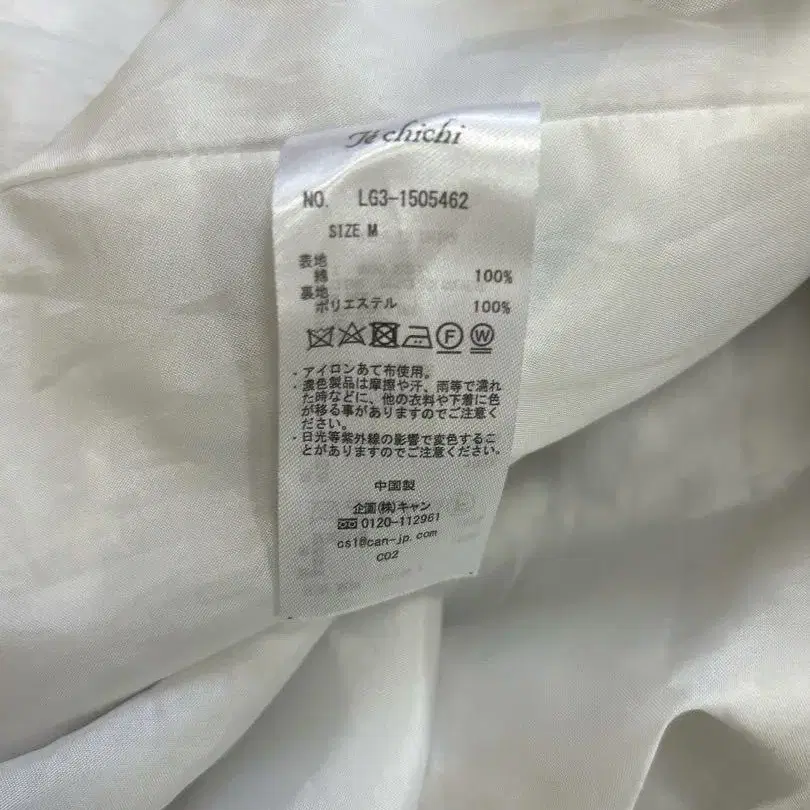 Té chichi
NO. LG3-1505462
SIZE M
表地
綿 100%
裏地
ポリエステル 100%
F W
・アイロンあて布使用。
・濃色製品は摩擦や汗、雨等で濡れ
た時などに、他の衣料や下着に色
が移る事がありますのでご注意く
ださい。
・日光等紫外線の影響で変色するこ
とがありますのでご注意ください。
中国製
企画(株)キャン
0120-112961
cs1@can-jp.com
C02